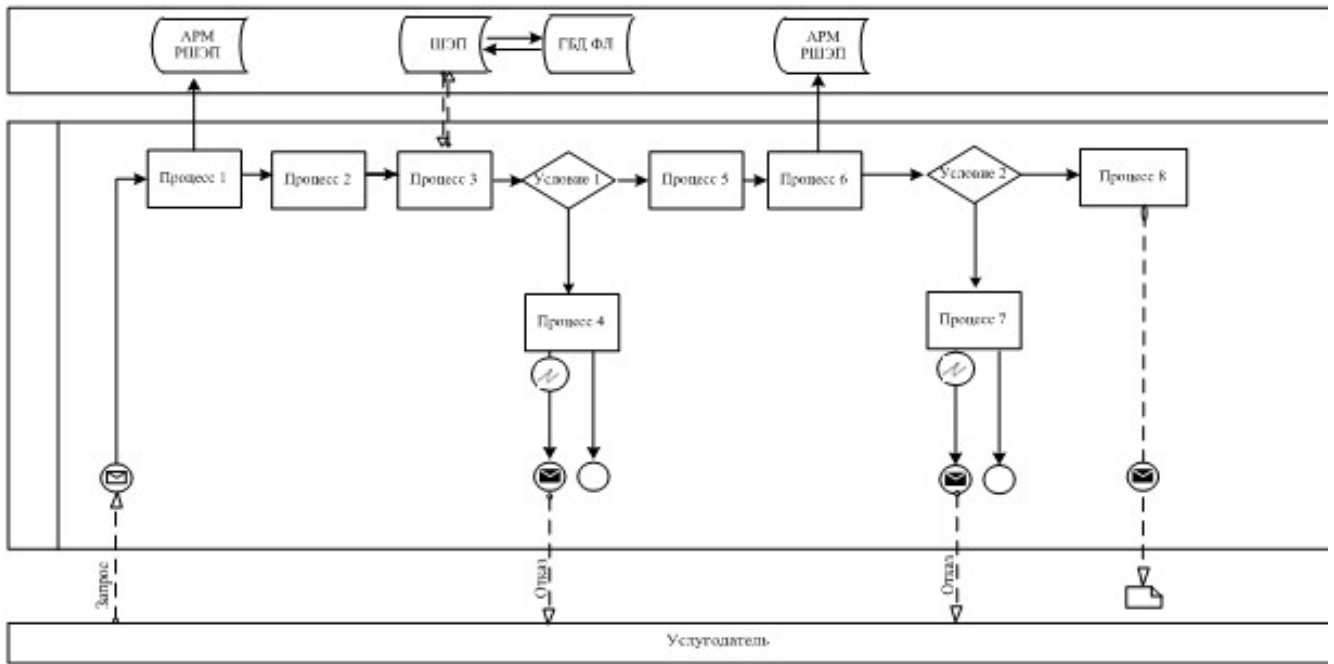 АРМ
РШЭП
ШЭП
ГБД ФЛ
АРМ
РШЭП
Процесс 1
Процесс 2
Процесс 3
Условие 1
Процесс 5
Процесс 6
Условие 2
Процесс 8
Процесс 4
Процесс 7
Запрос
Отказ
Отказ
Услугодатель